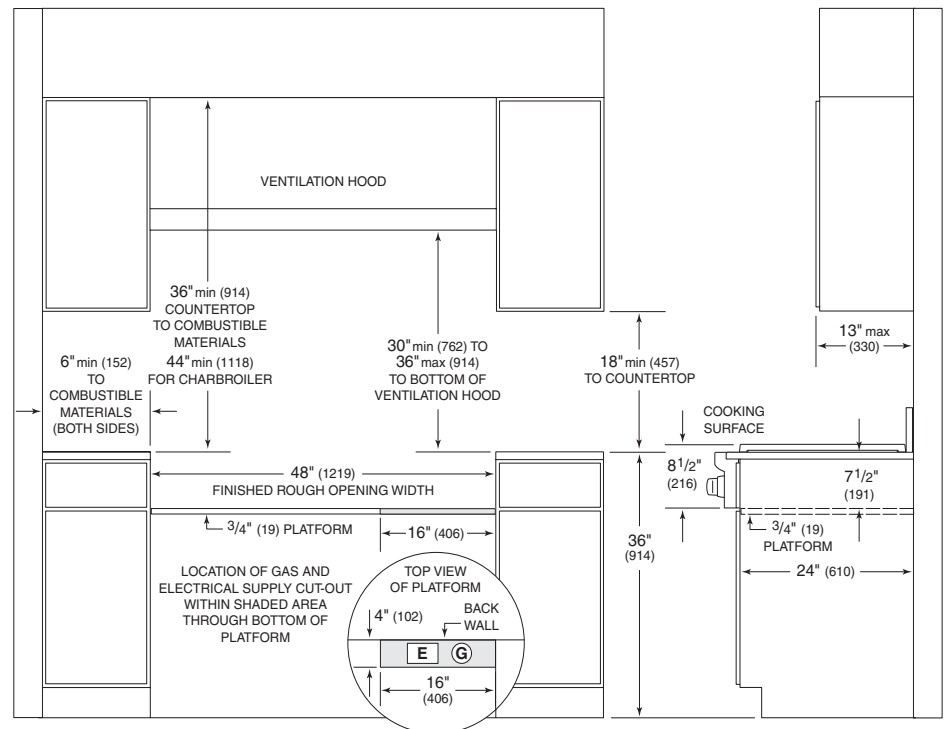 VENTILATION HOOD
36" min (914)
COUNTERTOP
TO COMBUSTIBLE
MATERIALS
44" min (1118)
FOR CHARBROILER
6" min (152)
TO
COMBUSTIBLE
MATERIALS
(BOTH SIDES)
30" min (762) TO
36" max (914)
TO BOTTOM OF
VENTILATION HOOD
18" min (457)
TO COUNTERTOP
13" max
(330)
COOKING
SURFACE
8 1/2"
(216)
7 1/2"
(191)
48" (1219)
FINISHED ROUGH OPENING WIDTH
3/4" (19) PLATFORM
16" (406)
36"
(914)
3/4" (19)
PLATFORM
24" (610)
LOCATION OF GAS AND
ELECTRICAL SUPPLY CUT-OUT
WITHIN SHADED AREA
THROUGH BOTTOM OF
PLATFORM
TOP VIEW
OF PLATFORM
4" (102)
BACK
WALL
E G
16"
(406)